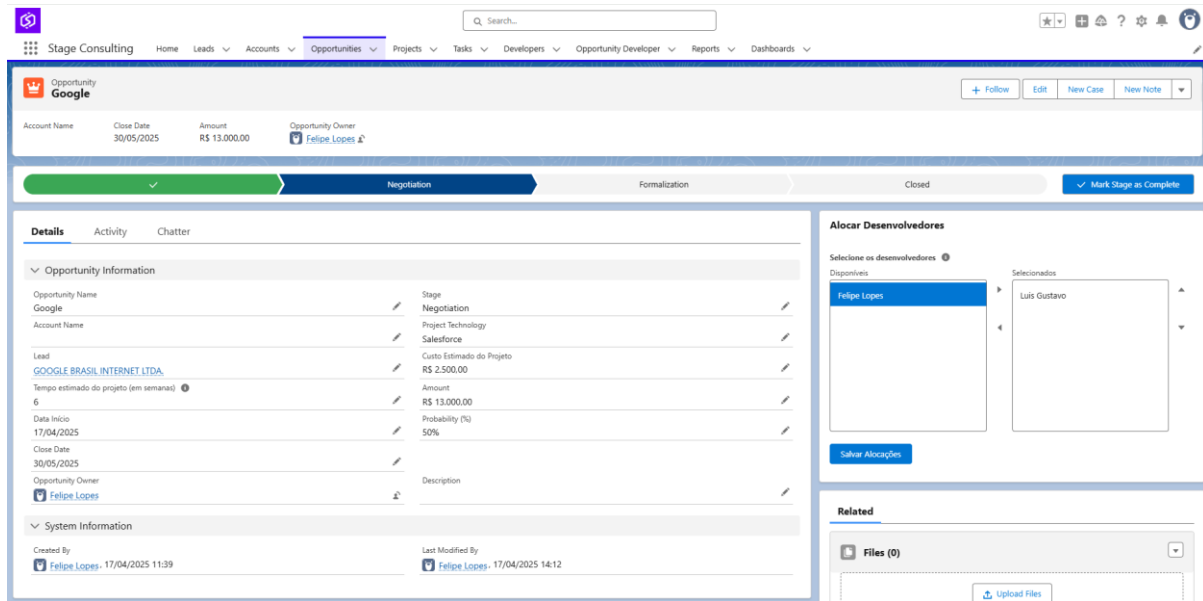 Search...
Stage Consulting Home Leads Accounts Opportunities Projects Tasks Developers Opportunity Developer Reports Dashboards
Opportunity
Google
Follow Edit New Case New Note
Account Name Close Date Amount Opportunity Owner
30/05/2025 R$ 13.000,00 Felipe Lopes
Negotiation Formalization Closed Mark Stage as Complete
Details Activity Chatter
Opportunity Information
Opportunity Name Stage
Google Negotiation
Account Name Project Technology
Salesforce
Lead Custo Estimado do Projeto
GOOGLE BRASIL INTERNET LTDA. R$ 2.500,00
Tempo estimado do projeto (em semanas) Amount
6 R$ 13.000,00
Data Início Probability (%)
17/04/2025 50%
Close Date
30/05/2025
Opportunity Owner Description
Felipe Lopes
System Information
Created By Last Modified By
Felipe Lopes, 17/04/2025 11:39 Felipe Lopes, 17/04/2025 14:12
Alocar Desenvolvedores
Selecione os desenvolvedores
Disponíveis Selecionados
Felipe Lopes Luis Gustavo
Salvar Alocações
Related
Files (0)
Upload Files